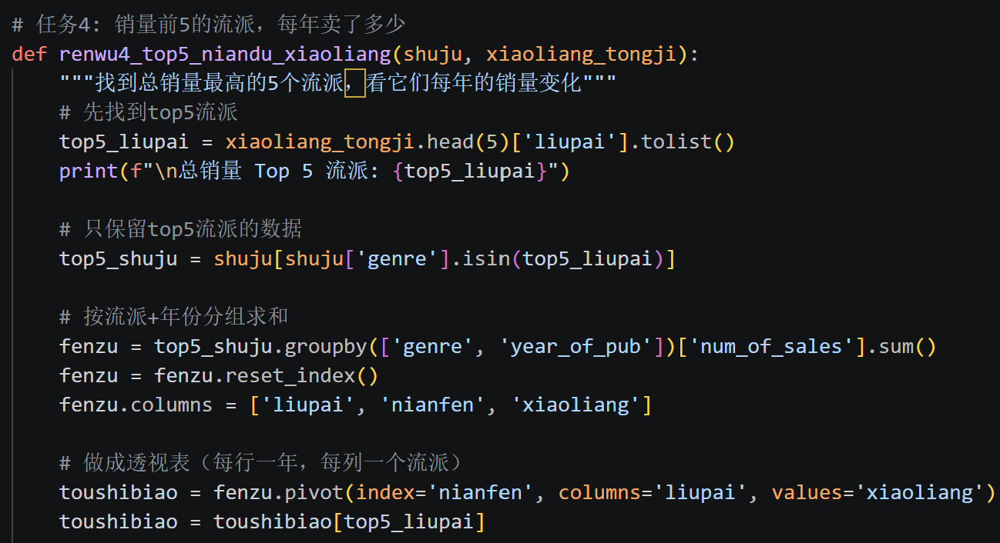 # 任务4: 销量前5的流派，每年卖了多少
def renwu4_top5_niandu_xiaoliang(shuju, xiaoliang_tongji):
    """找到总销量最高的5个流派，看它们每年的销量变化"""
    # 先找到top5流派
    top5_liupai = xiaoliang_tongji.head(5)['liupai'].tolist()
    print(f"\n总销量 Top 5 流派: {top5_liupai}")

    # 只保留top5流派的数据
    top5_shuju = shuju[shuju['genre'].isin(top5_liupai)]

    # 按流派+年份分组求和
    fenzu = top5_shuju.groupby(['genre', 'year_of_pub'])['num_of_sales'].sum()
    fenzu = fenzu.reset_index()
    fenzu.columns = ['liupai', 'nianfen', 'xiaoliang']

    # 做成透视表（每行一年，每列一个流派）
    toushibiao = fenzu.pivot(index='nianfen', columns='liupai', values='xiaoliang')
    toushibiao = toushibiao[top5_liupai]